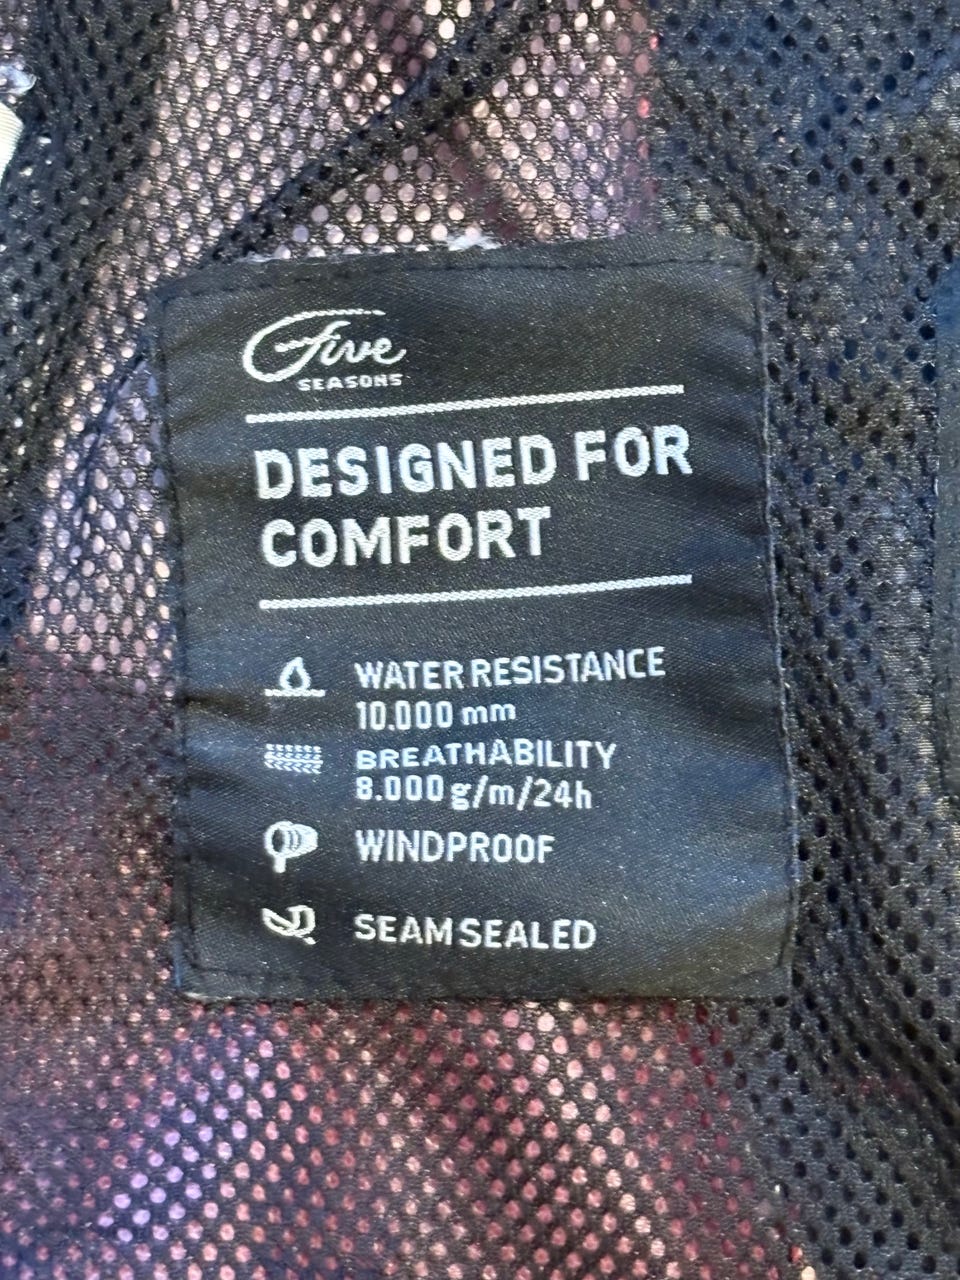 Five
SEASONS
DESIGNED FOR
COMFORT
WATER RESISTANCE
10.000 mm
BREATHABILITY
8.000 g/m/24h
WINDPROOF
SEAM SEALED